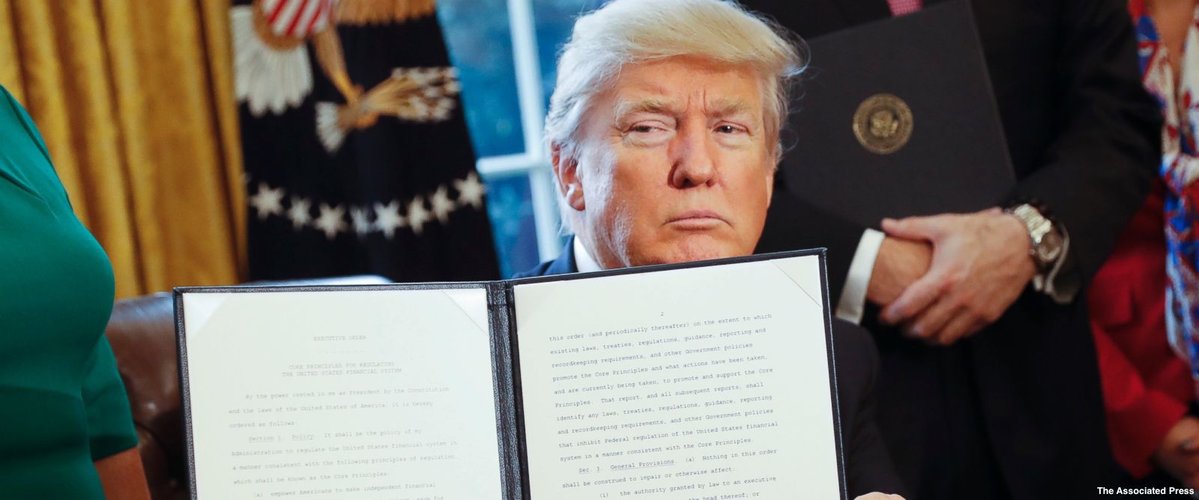 EXECUTIVE ORDER
CORE PRINCIPLES FOR REGULATING
THE UNITED STATES FINANCIAL SYSTEM
By the power vested in me as President by the Constitution
and the laws of the United States of America, it is hereby
ordered as follows:
Section 1. Policy. It shall be the policy of my
Administration to regulate the United States financial system in
a manner consistent with the following principles of regulation,
which shall be known as the Core Principles:
(a) empower Americans to make independent financial
2
this order (and periodically thereafter) on the extent to which
existing laws, treaties, regulations, guidance, reporting and
recordkeeping requirements, and other Government policies
promote the Core Principles and what actions have been taken,
and are currently being taken, to promote and support the Core
Principles. That report, and all subsequent reports, shall
identify any laws, treaties, regulations, guidance, reporting
and recordkeeping requirements, and other Government policies
that inhibit Federal regulation of the United States financial
system in a manner consistent with the Core Principles.
Sec. 3. General Provisions. (a) Nothing in this order
shall be construed to impair or otherwise affect:
(i) the authority granted by law to an executive
the head thereof; or
The Associated Press